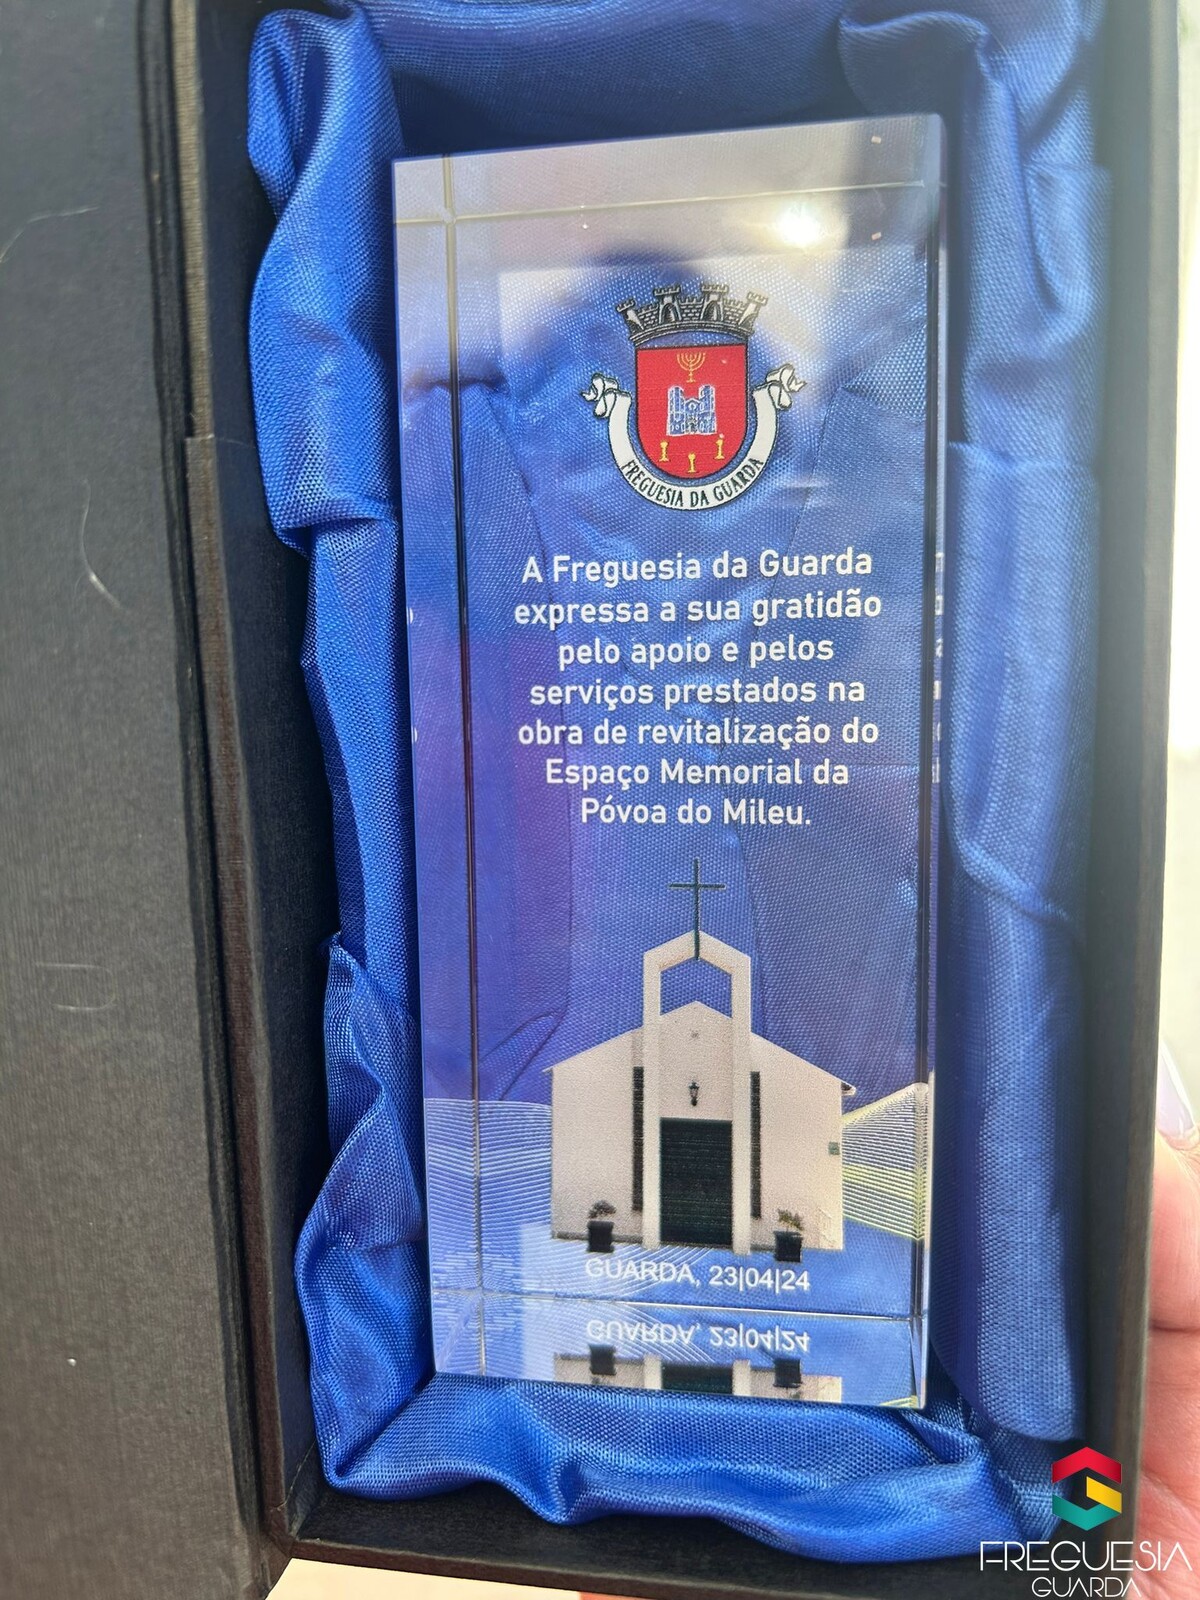 FREGUESIA DA GUARDA
A Freguesia da Guarda
expressa a sua gratidão
pelo apoio e pelos
serviços prestados na
obra de revitalização do
Espaço Memorial da
Póvoa do Mileu.
GUARDA, 23|04|24
FREGUESIA
GUARDA